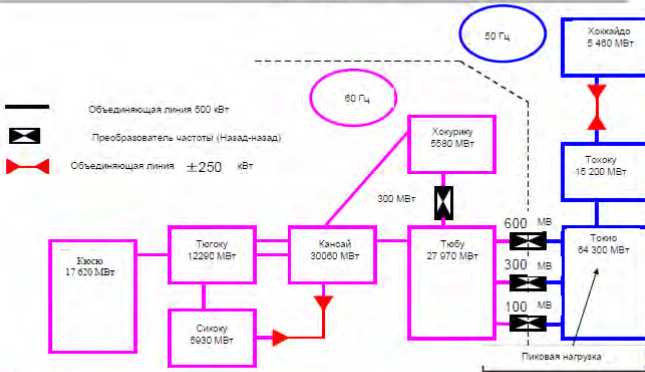 50 Гц
Хоккайдо
5 460 МВт
60 Гц
Объединяющая линия 500 кВт
Преобразователь частоты (Назад-назад)
Объединяющая линия ±250 кВт
Хокурику
5580 МВт
Тохоку
15 200 МВт
300 МВт
600 МВ
Кюсю
17 620 МВт
Тюгоку
12290 МВт
Кансай
30060 МВт
Тюбу
27 970 МВт
Токио
64 300 МВт
300 МВ
100 МВ
Сикоку
5930 МВт
Пиковая нагрузка